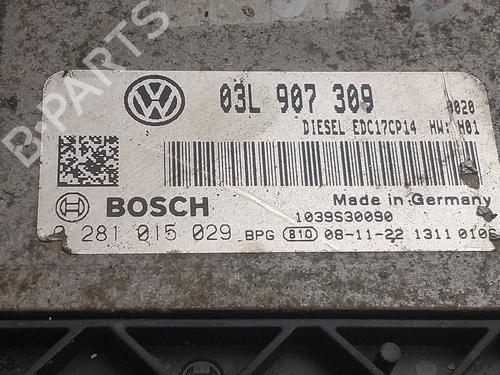 B-PARTS
03L 907 309
0020
DIESEL EDC17CP14 HW: H01
BOSCH
Made in Germany
1039S30090
0 281 015 029 BPG 810 08-11-22 1311 0106